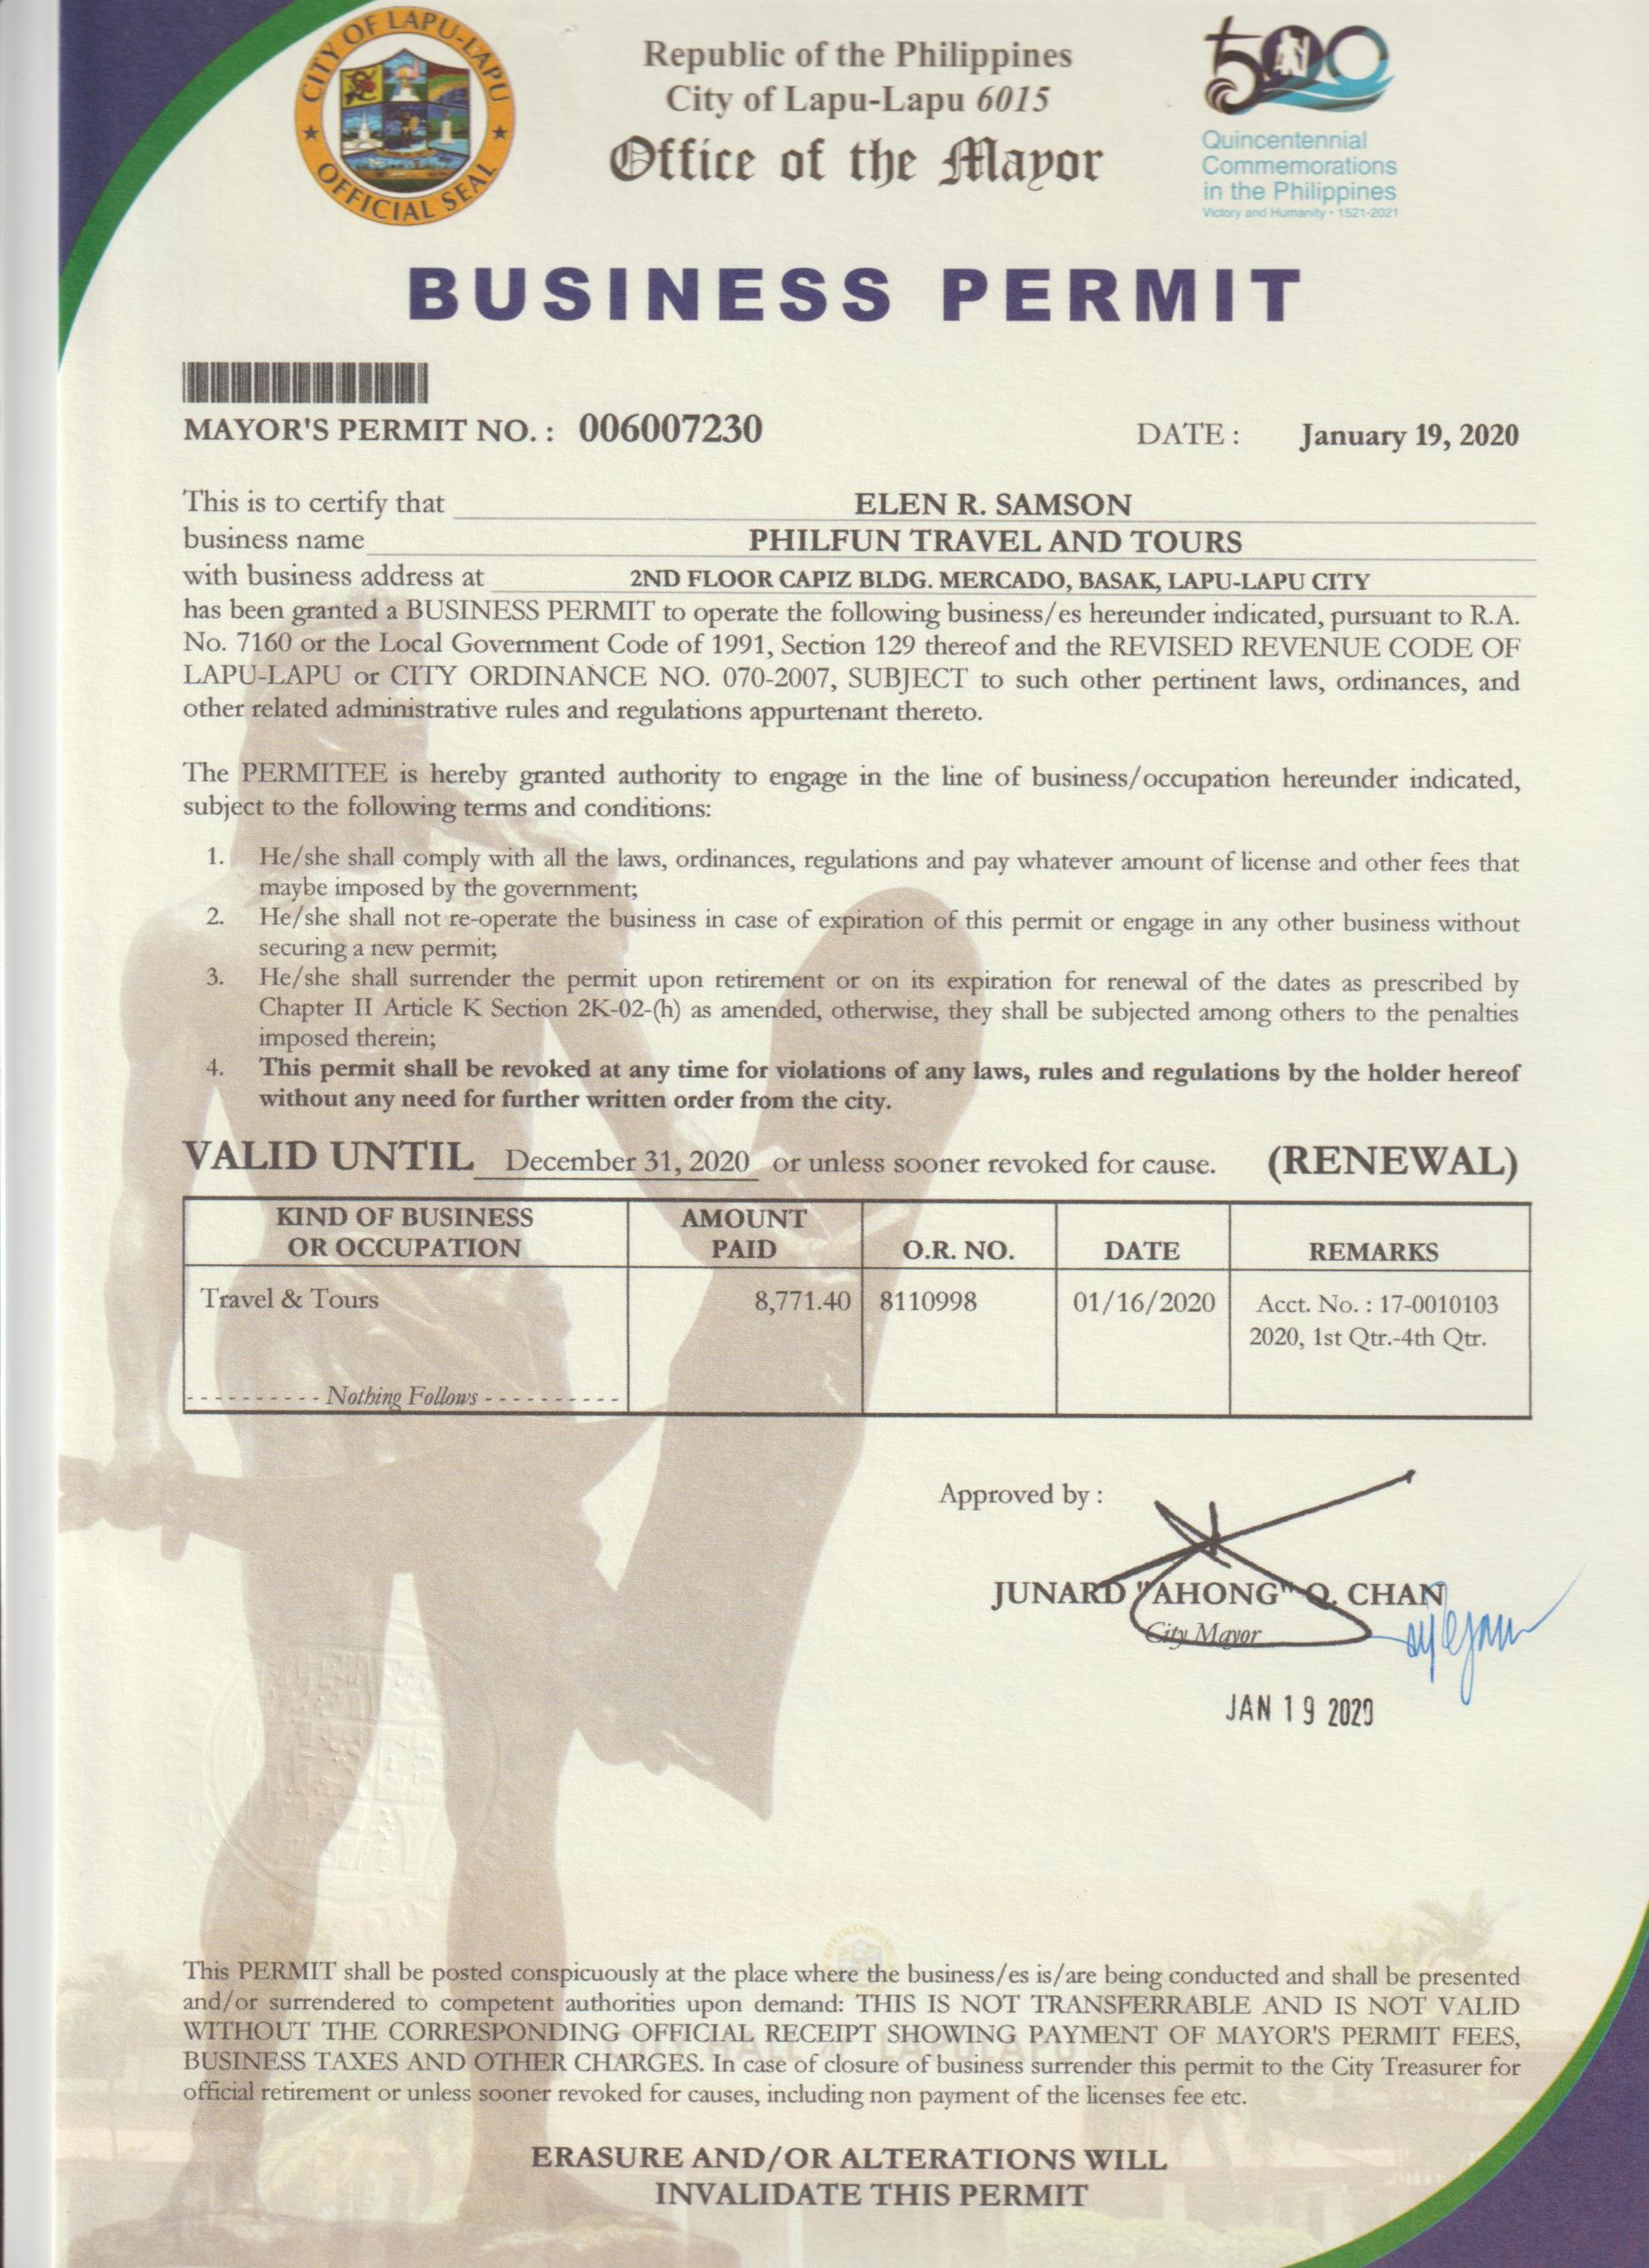 CITY OF LAPU-LAPU
OFFICIAL SEAL
Republic of the Philippines
City of Lapu-Lapu 6015
Office of the Mayor
500
Quincentennial
Commemorations
in the Philippines
Victory and Humanity • 1521-2021
BUSINESS PERMIT
MAYOR'S PERMIT NO. : 006007230
DATE : January 19, 2020
This is to certify that ELEN R. SAMSON
business name PHILFUN TRAVEL AND TOURS
with business address at 2ND FLOOR CAPIZ BLDG. MERCADO, BASAK, LAPU-LAPU CITY
has been granted a BUSINESS PERMIT to operate the following business/es hereunder indicated, pursuant to R.A.
No. 7160 or the Local Government Code of 1991, Section 129 thereof and the REVISED REVENUE CODE OF
LAPU-LAPU or CITY ORDINANCE NO. 070-2007, SUBJECT to such other pertinent laws, ordinances, and
other related administrative rules and regulations appurtenant thereto.
The PERMITEE is hereby granted authority to engage in the line of business/occupation hereunder indicated,
subject to the following terms and conditions:
1. He/she shall comply with all the laws, ordinances, regulations and pay whatever amount of license and other fees that
maybe imposed by the government;
2. He/she shall not re-operate the business in case of expiration of this permit or engage in any other business without
securing a new permit;
3. He/she shall surrender the permit upon retirement or on its expiration for renewal of the dates as prescribed by
Chapter II Article K Section 2K-02-(h) as amended, otherwise, they shall be subjected among others to the penalties
imposed therein;
4. This permit shall be revoked at any time for violations of any laws, rules and regulations by the holder hereof
without any need for further written order from the city.
VALID UNTIL December 31, 2020 or unless sooner revoked for cause. (RENEWAL)
KIND OF BUSINESS
OR OCCUPATION
AMOUNT
PAID
O.R. NO.
DATE
REMARKS
Travel & Tours 8,771.40 8110998 01/16/2020 Acct. No. : 17-0010103
2020, 1st Qtr.-4th Qtr.
- - - - - - - - - - Nothing Follows - - - - - - - - - -
Approved by :
JUNARD "AHONG" Q. CHAN
City Mayor
JAN 19 2020
This PERMIT shall be posted conspicuously at the place where the business/es is/are being conducted and shall be presented
and/or surrendered to competent authorities upon demand: THIS IS NOT TRANSFERRABLE AND IS NOT VALID
WITHOUT THE CORRESPONDING OFFICIAL RECEIPT SHOWING PAYMENT OF MAYOR'S PERMIT FEES,
BUSINESS TAXES AND OTHER CHARGES. In case of closure of business surrender this permit to the City Treasurer for
official retirement or unless sooner revoked for causes, including non payment of the licenses fee etc.
ERASURE AND/OR ALTERATIONS WILL
INVALIDATE THIS PERMIT